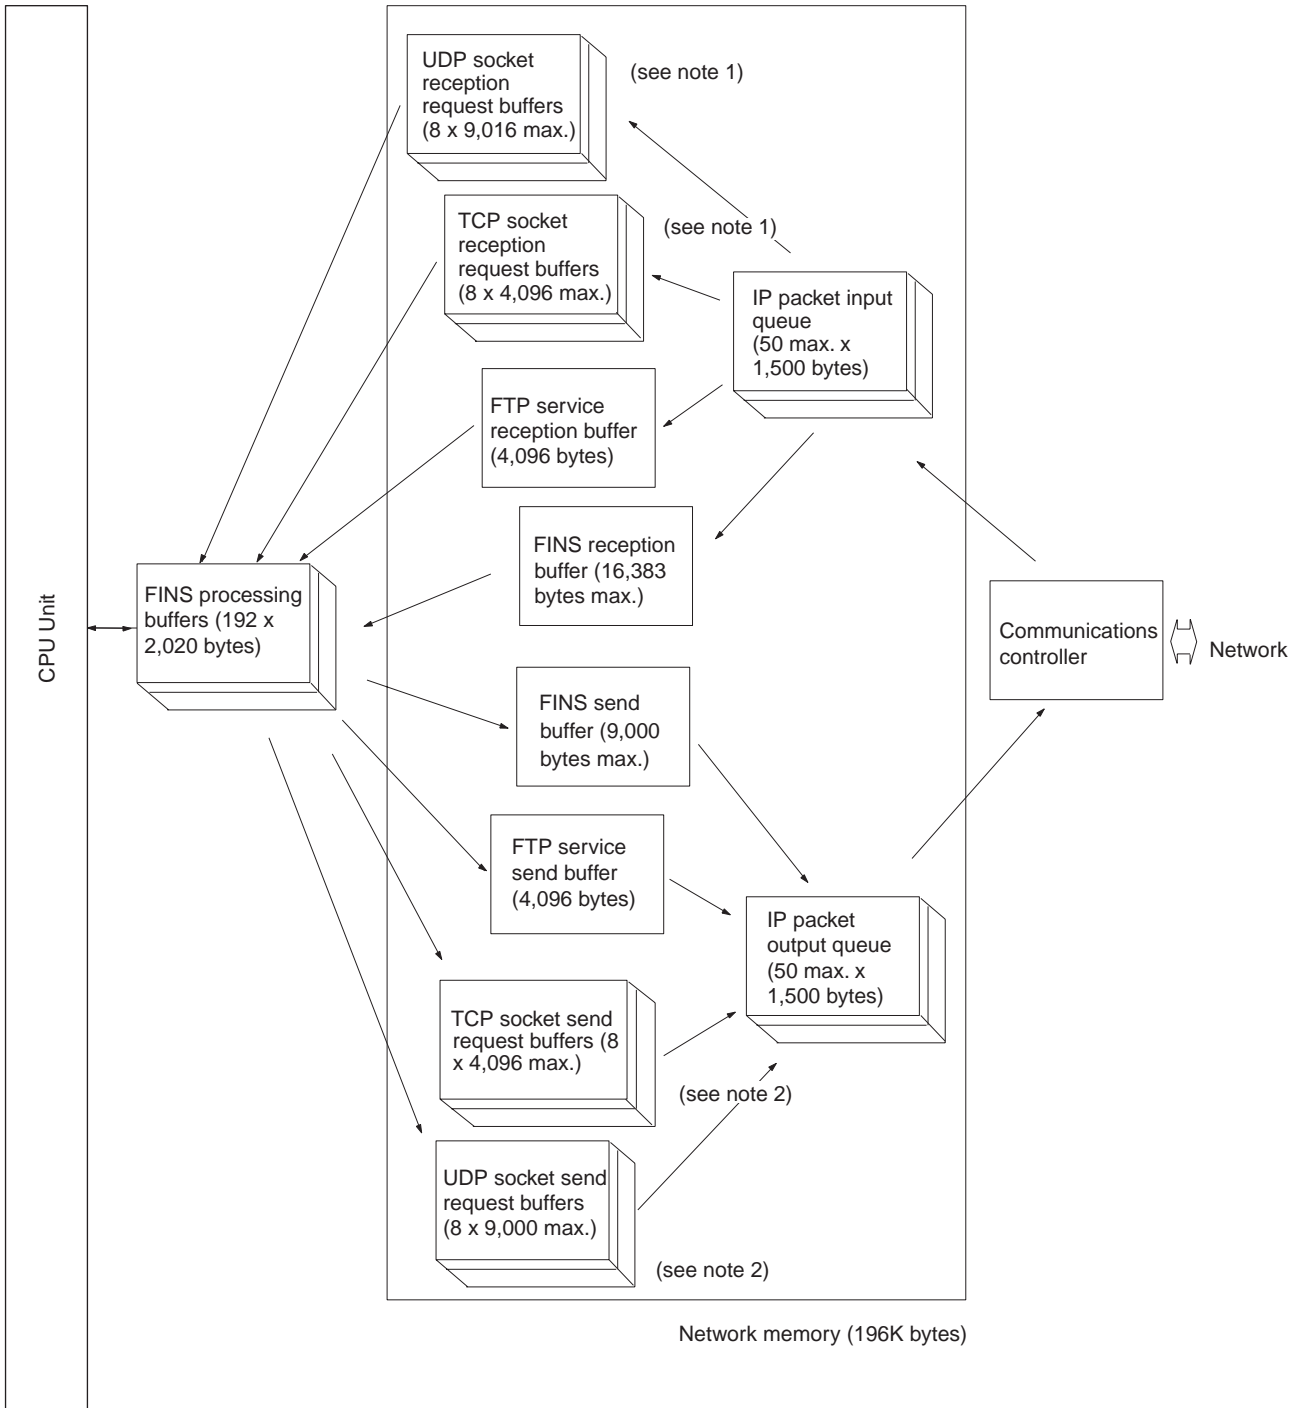 UDP socket
reception
request buffers
(8 x 9,016 max.)
(see note 1)
TCP socket
reception
request buffers
(8 x 4,096 max.)
(see note 1)
IP packet input
queue
(50 max. x
1,500 bytes)
FTP service
reception buffer
(4,096 bytes)
FINS reception
buffer (16,383
bytes max.)
CPU Unit
FINS processing
buffers (192 x
2,020 bytes)
Communications
controller
Network
FINS send
buffer (9,000
bytes max.)
FTP service
send buffer
(4,096 bytes)
IP packet
output queue
(50 max. x
1,500 bytes)
TCP socket send
request buffers (8
x 4,096 max.)
(see note 2)
UDP socket send
request buffers
(8 x 9,000 max.)
(see note 2)
Network memory (196K bytes)